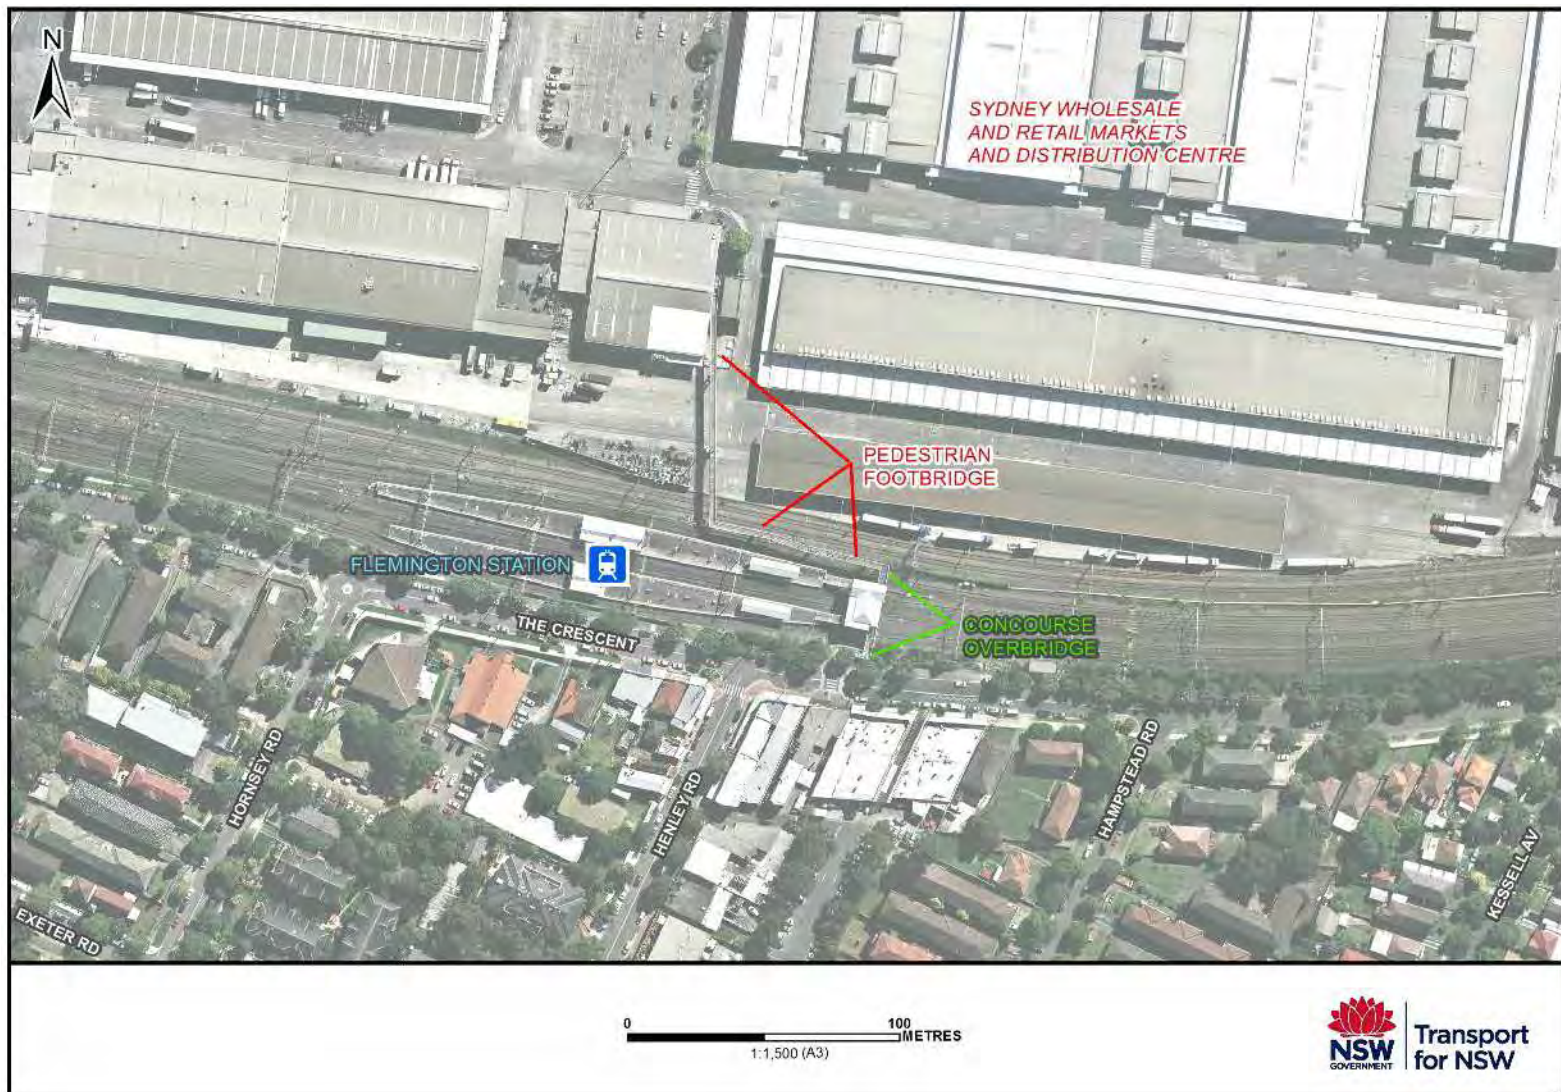 N
SYDNEY WHOLESALE
AND RETAIL MARKETS
AND DISTRIBUTION CENTRE
PEDESTRIAN
FOOTBRIDGE
FLEMINGTON STATION
CONCOURSE
OVERBRIDGE
THE CRESCENT
HORNSEY RD
HENLEY RD
HAMPSTEAD RD
KESSELL AV
EXETER RD
0 100
METRES
1:1,500 (A3)
NSW
GOVERNMENT
Transport
for NSW